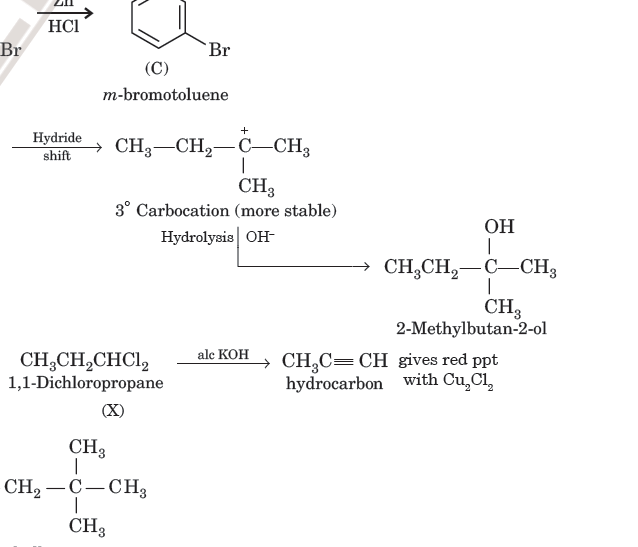 Zn
HCl
Br
Br
(C)
m-bromotoluene
Hydride
shift
CH₃—CH₂—C⁺—CH₃
|
CH₃
3° Carbocation (more stable)
Hydrolysis | OH⁻
OH
|
CH₃CH₂—C—CH₃
|
CH₃
2-Methylbutan-2-ol
CH₃CH₂CHCl₂ alc KOH CH₃C≡CH gives red ppt
1,1-Dichloropropane hydrocarbon with Cu₂Cl₂
(X)
CH₃
|
CH₂—C—CH₃
|
CH₃